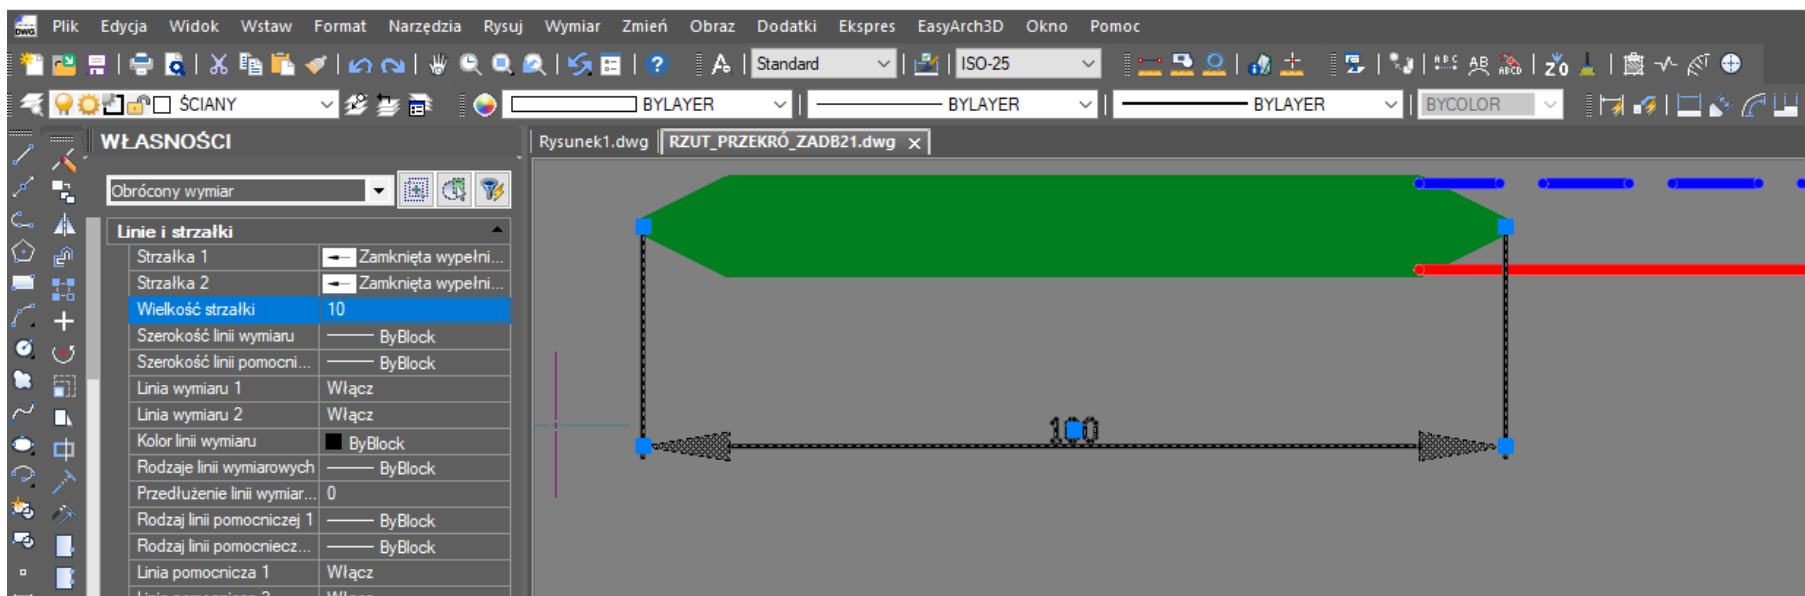 Plik Edycja Widok Wstaw Format Narzędzia Rysuj Wymiar Zmień Obraz Dodatki Ekspres EasyArch3D Okno Pomoc
Standard ISO-25
ŚCIANY BYLAYER BYLAYER BYLAYER BYCOLOR
WŁASNOŚCI Rysunek1.dwg RZUT_PRZEKRÓ_ZADB21.dwg
Obrócony wymiar
Linie i strzałki
Strzałka 1 Zamknięta wypełni...
Strzałka 2 Zamknięta wypełni...
Wielkość strzałki 10
Szerokość linii wymiaru ByBlock
Szerokość linii pomocni... ByBlock
Linia wymiaru 1 Włącz
Linia wymiaru 2 Włącz
Kolor linii wymiaru ByBlock
Rodzaje linii wymiarowych ByBlock
Przedłużenie linii wymiar... 0
Rodzaj linii pomocniczej 1 ByBlock
Rodzaj linii pomocniecz... ByBlock
Linia pomocnicza 1 Włącz
100